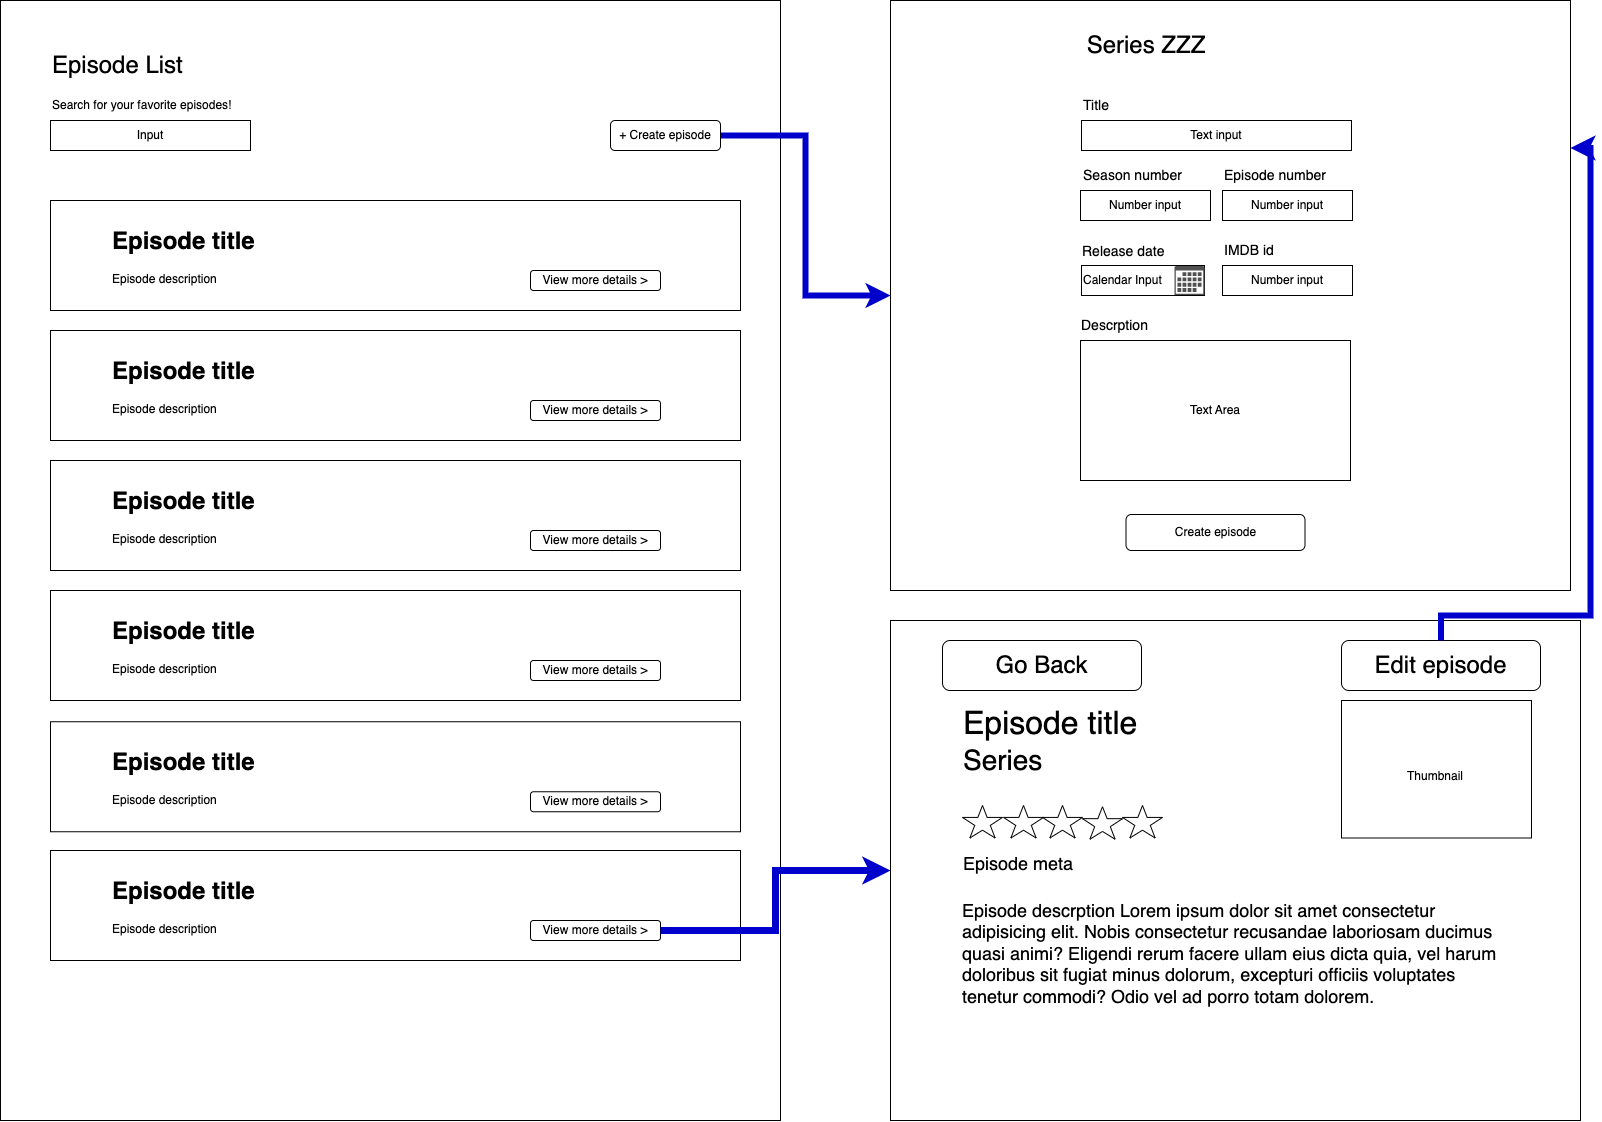 Episode List
Search for your favorite episodes!
Input
+ Create episode
Episode title
Episode description
View more details >
Episode title
Episode description
View more details >
Episode title
Episode description
View more details >
Episode title
Episode description
View more details >
Episode title
Episode description
View more details >
Episode title
Episode description
View more details >
Series ZZZ
Title
Text input
Season number
Episode number
Number input
Number input
Release date
IMDB id
Calendar Input
Number input
Descrption
Text Area
Create episode
Go Back
Edit episode
Episode title
Series
Thumbnail
Episode meta
Episode descrption Lorem ipsum dolor sit amet consectetur
adipisicing elit. Nobis consectetur recusandae laboriosam ducimus
quasi animi? Eligendi rerum facere ullam eius dicta quia, vel harum
doloribus sit fugiat minus dolorum, excepturi officiis voluptates
tenetur commodi? Odio vel ad porro totam dolorem.